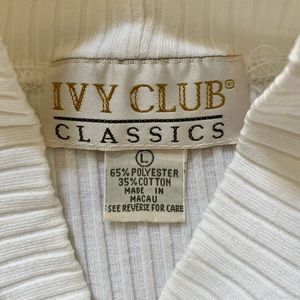 IVY CLUB®
CLASSICS
L
65% POLYESTER
35% COTTON
MADE IN
MACAU
SEE REVERSE FOR CARE